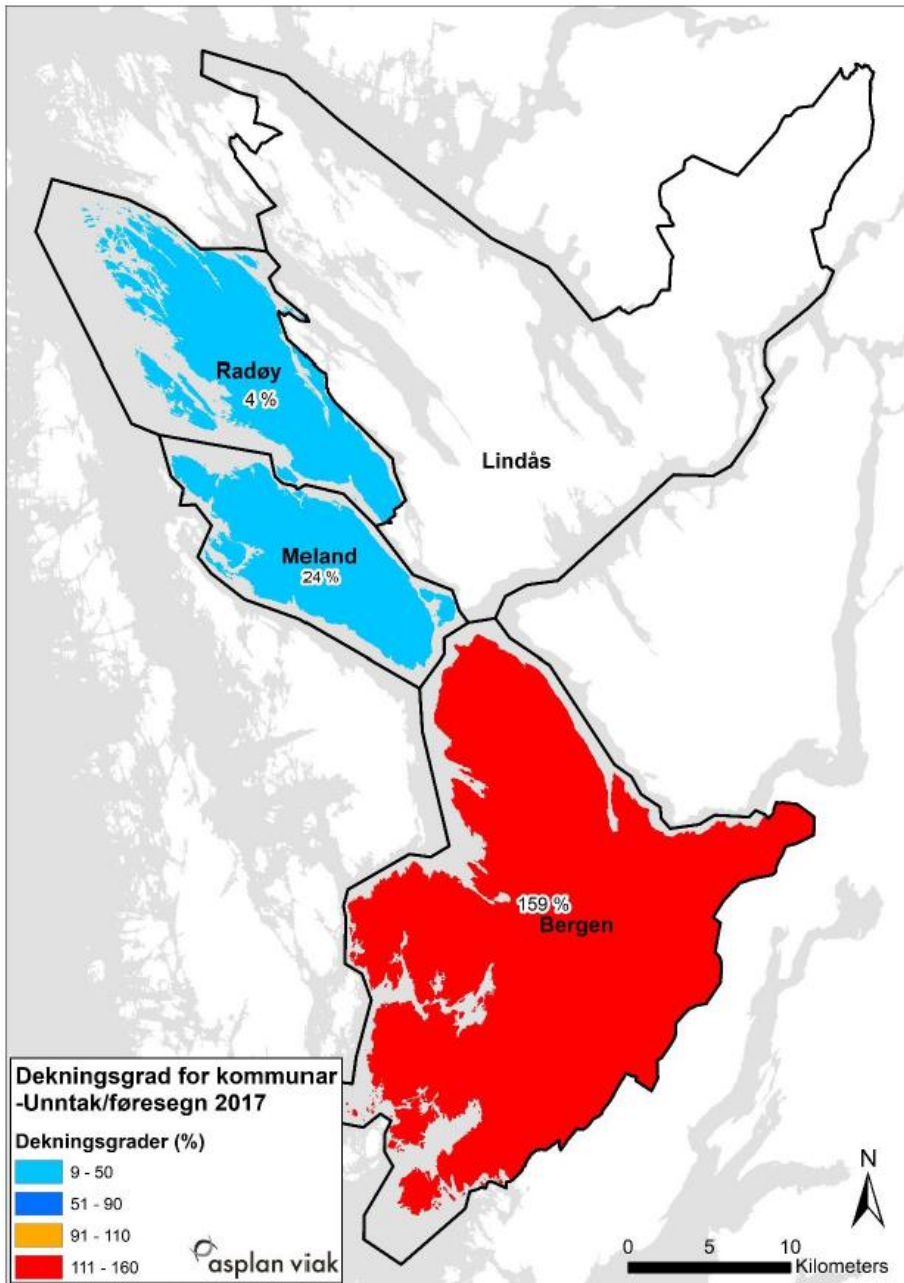 Radøy
4 %
Lindås
Meland
24 %
159 %
Bergen
Dekningsgrad for kommunar
-Unntak/føresegn 2017
Dekningsgrader (%)
9 - 50
51 - 90
91 - 110
111 - 160
asplan viak
N
0 5 10
Kilometers